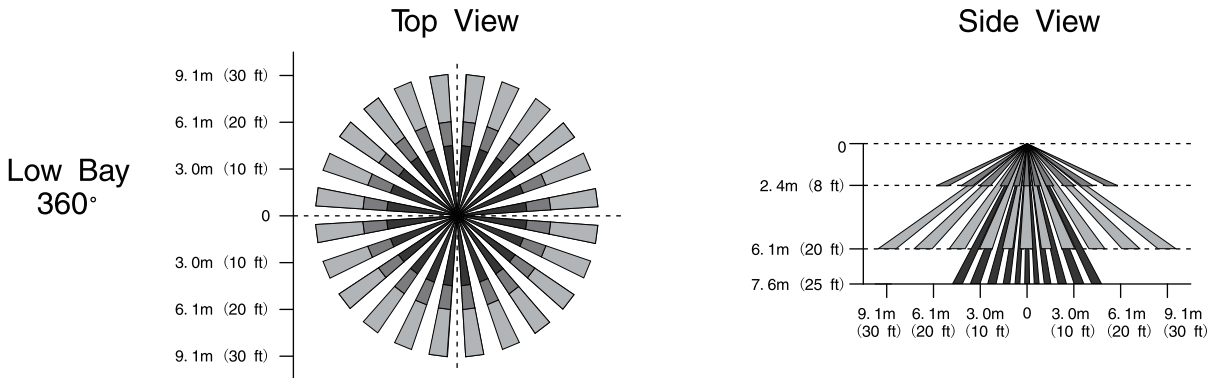 Top View
Side View
Low Bay
360°
9.1m (30 ft)
6.1m (20 ft)
3.0m (10 ft)
0
3.0m (10 ft)
6.1m (20 ft)
9.1m (30 ft)
0
2.4m (8 ft)
6.1m (20 ft)
7.6m (25 ft)
9.1m 6.1m 3.0m 0 3.0m 6.1m 9.1m
(30 ft) (20 ft) (10 ft) (10 ft) (20 ft) (30 ft)